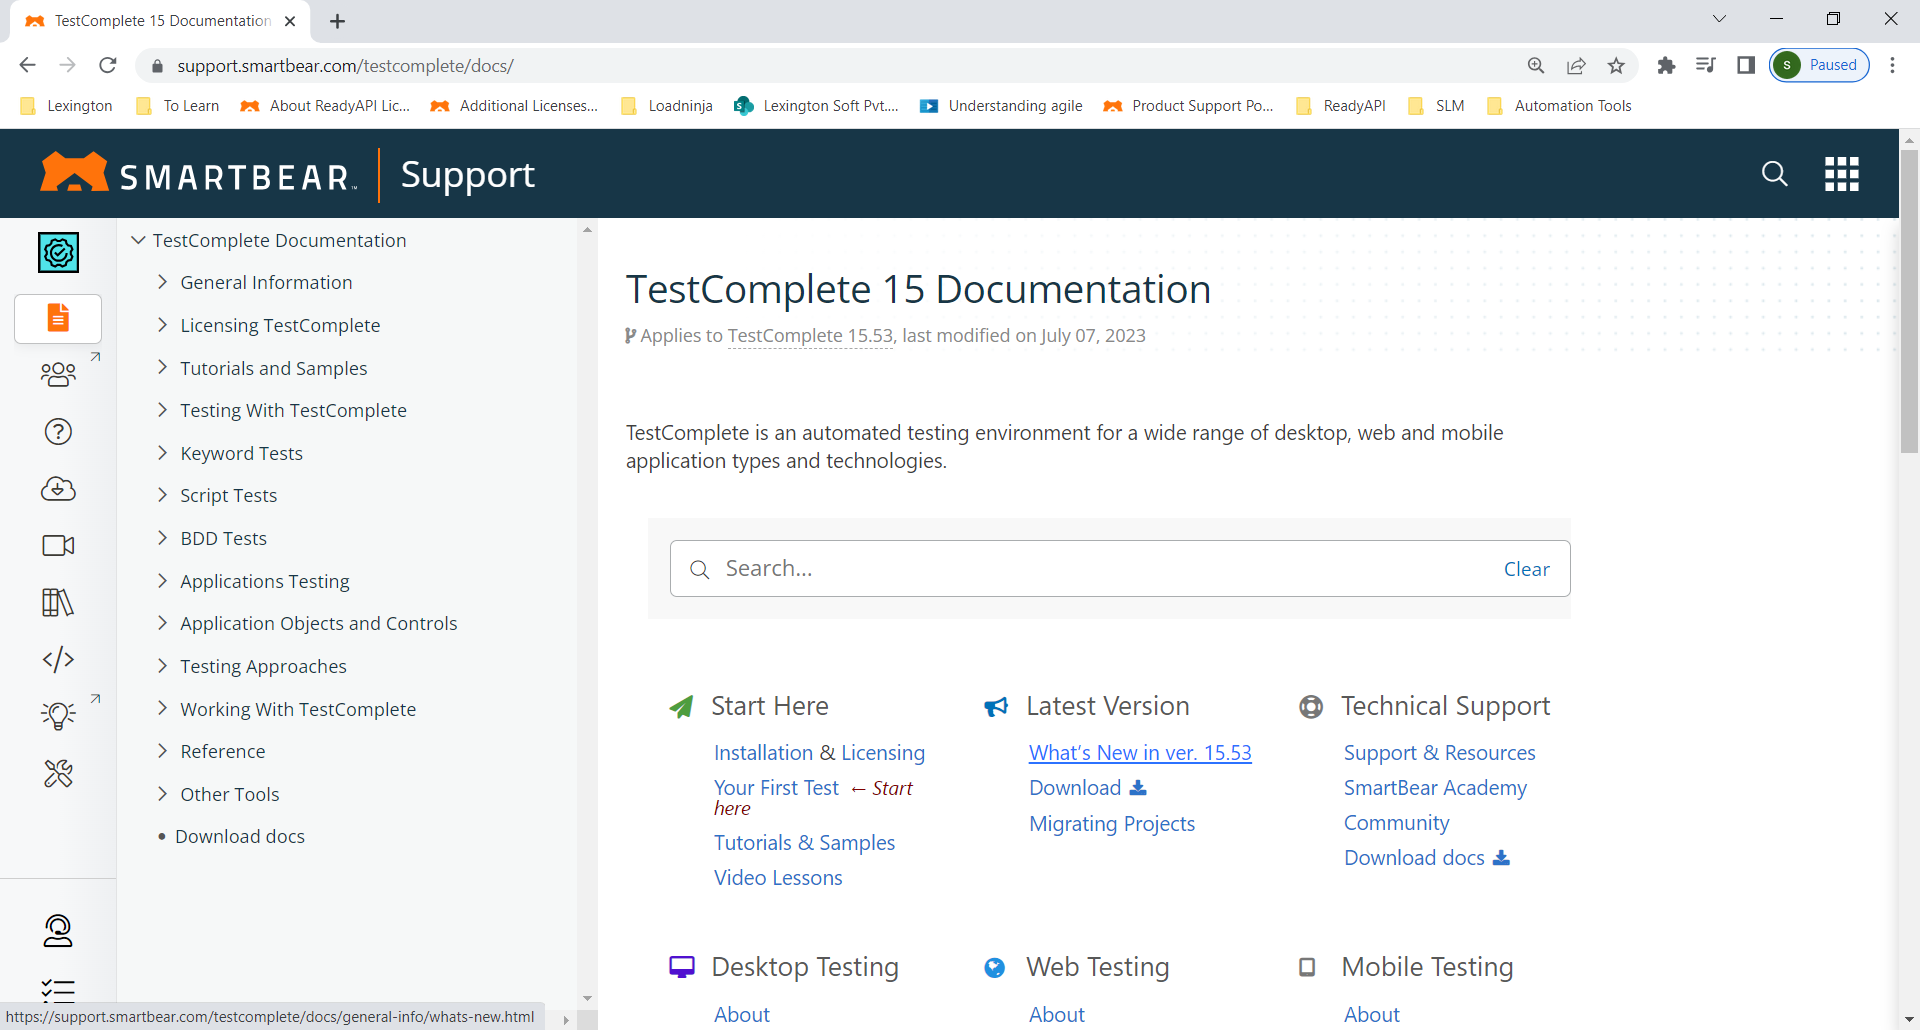 TestComplete 15 Documentation
support.smartbear.com/testcomplete/docs/
S Paused
Lexington To Learn About ReadyAPI Lic... Additional Licenses... Loadninja Lexington Soft Pvt.... Understanding agile Product Support Po... ReadyAPI SLM Automation Tools
SMARTBEAR™ Support
TestComplete Documentation
General Information
Licensing TestComplete
Tutorials and Samples
Testing With TestComplete
Keyword Tests
Script Tests
BDD Tests
Applications Testing
Application Objects and Controls
Testing Approaches
Working With TestComplete
Reference
Other Tools
Download docs
TestComplete 15 Documentation
Applies to TestComplete 15.53, last modified on July 07, 2023
TestComplete is an automated testing environment for a wide range of desktop, web and mobile
application types and technologies.
Search... Clear
Start Here
Installation & Licensing
Your First Test ← Start
here
Tutorials & Samples
Video Lessons
Latest Version
What's New in ver. 15.53
Download
Migrating Projects
Technical Support
Support & Resources
SmartBear Academy
Community
Download docs
Desktop Testing
About
Web Testing
About
Mobile Testing
About
https://support.smartbear.com/testcomplete/docs/general-info/whats-new.html